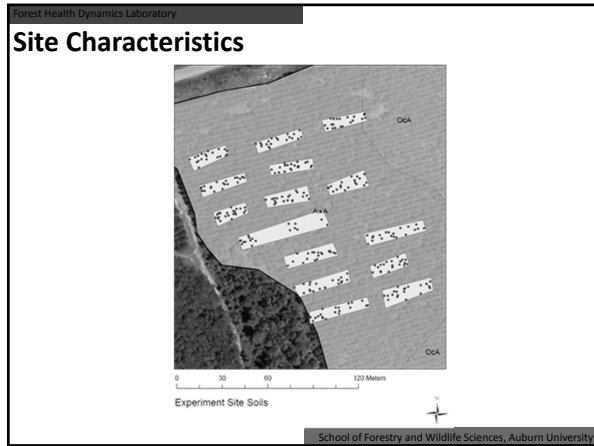 Forest Health Dynamics Laboratory
Site Characteristics
OcA
AxA
OcA
0 30 60 120 Meters
Experiment Site Soils
N
School of Forestry and Wildlife Sciences, Auburn University